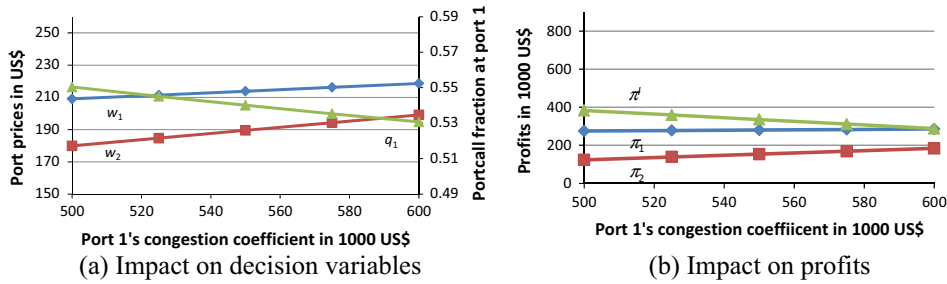 Port prices in US$
230
210
190
170
150
w1
w2
q1
0.59
0.57
0.55
0.53
0.51
0.49
Portcall fraction at port 1
500 520 540 560 580 600
Port 1's congestion coefficient in 1000 US$
(a) Impact on decision variables
Profits in 1000 US$
800
600
400
200
0
πl
π1
π2
500 520 540 560 580 600
Port 1's congestion coeffiicent in 1000 US$
(b) Impact on profits